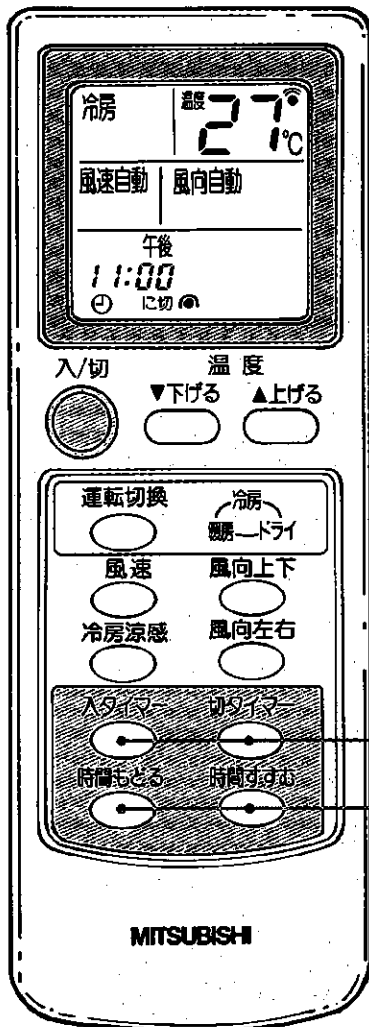 冷房 温度 27℃
風速自動 風向自動
午後
11:00
に切
入/切 温度
▼下げる ▲上げる
運転切換 冷房
暖房 ドライ
風速 風向上下
冷房涼感 風向左右
入タイマー 切タイマー
時間もどる 時間すすむ
MITSUBISHI